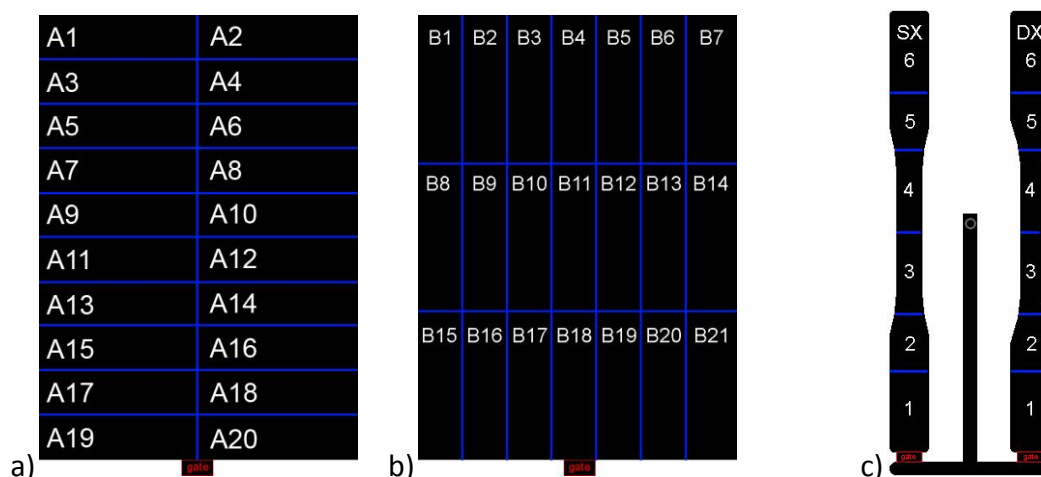 A1 A2
A3 A4
A5 A6
A7 A8
A9 A10
A11 A12
A13 A14
A15 A16
A17 A18
A19 A20
a) gate
B1 B2 B3 B4 B5 B6 B7
B8 B9 B10 B11 B12 B13 B14
B15 B16 B17 B18 B19 B20 B21
b) gate
SX DX
6 6
5 5
4 4
3 3
2 2
1 1
c) gate gate